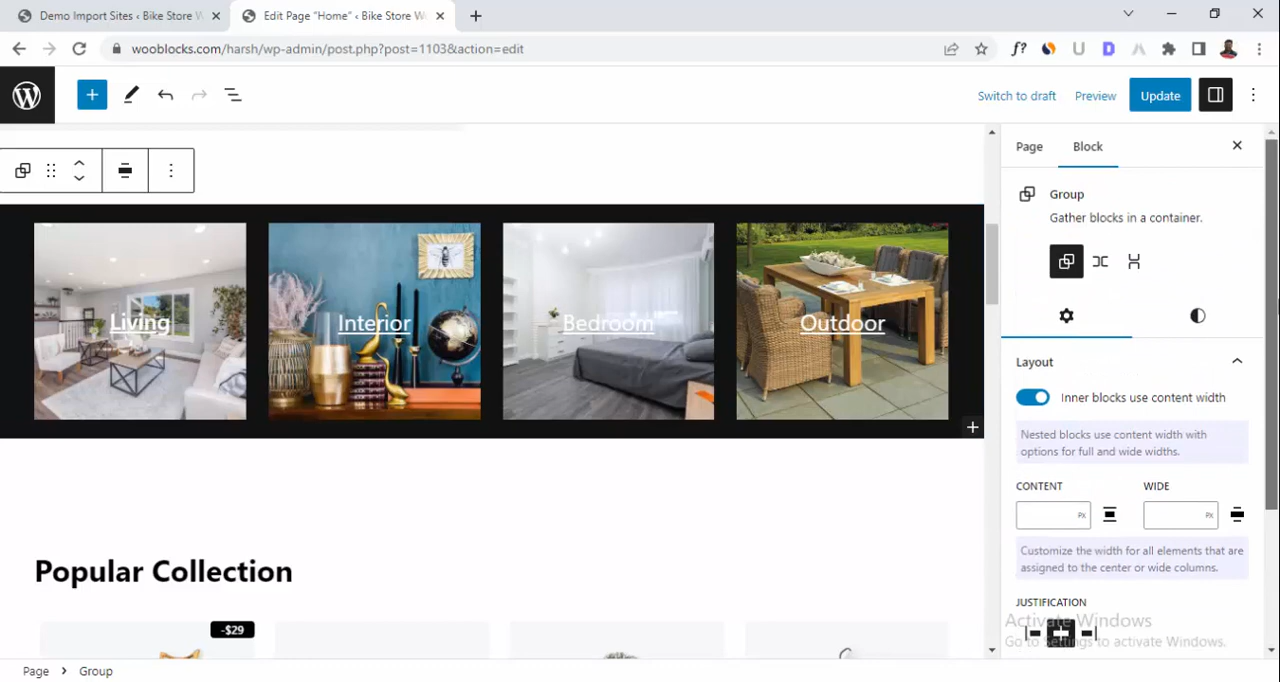 Demo Import Sites ‹ Bike Store W
Edit Page "Home" ‹ Bike Store Wo
wooblocks.com/harsh/wp-admin/post.php?post=1103&action=edit
f?
U
D
Switch to draft
Preview
Update
Page
Block
Group
Gather blocks in a container.
Living
Interior
Bedroom
Outdoor
Layout
Inner blocks use content width
Nested blocks use content width with
options for full and wide widths.
CONTENT
WIDE
PX
PX
Customize the width for all elements that are
assigned to the center or wide columns.
JUSTIFICATION
Popular Collection
-$29
Activate Windows
Go to Settings to activate Windows.
Page > Group